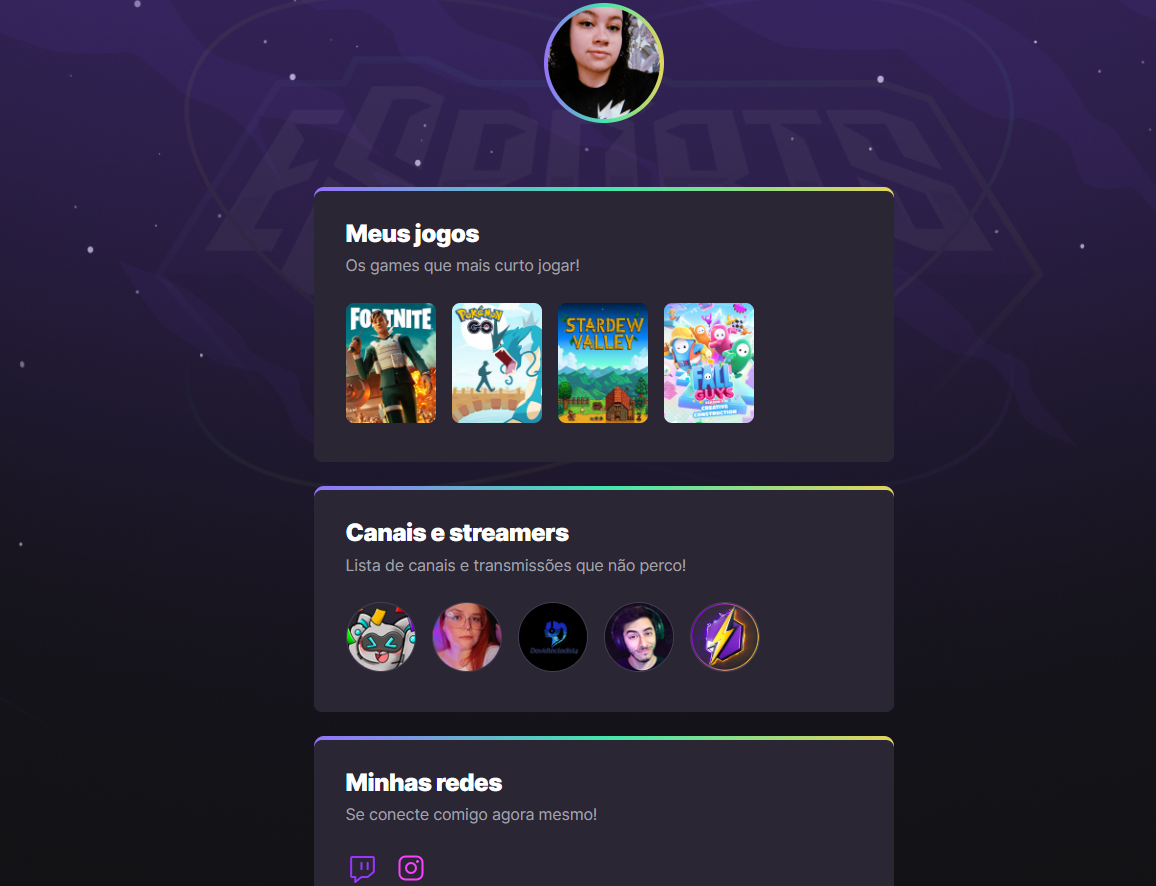 ESPORTS
Meus jogos
Os games que mais curto jogar!
FORTNITE
POKÉMON
GO
STARDEW
VALLEY
FALL
GUYS
CREATIVE
CONSTRUCTION
Canais e streamers
Lista de canais e transmissões que não perco!
Minhas redes
Se conecte comigo agora mesmo!